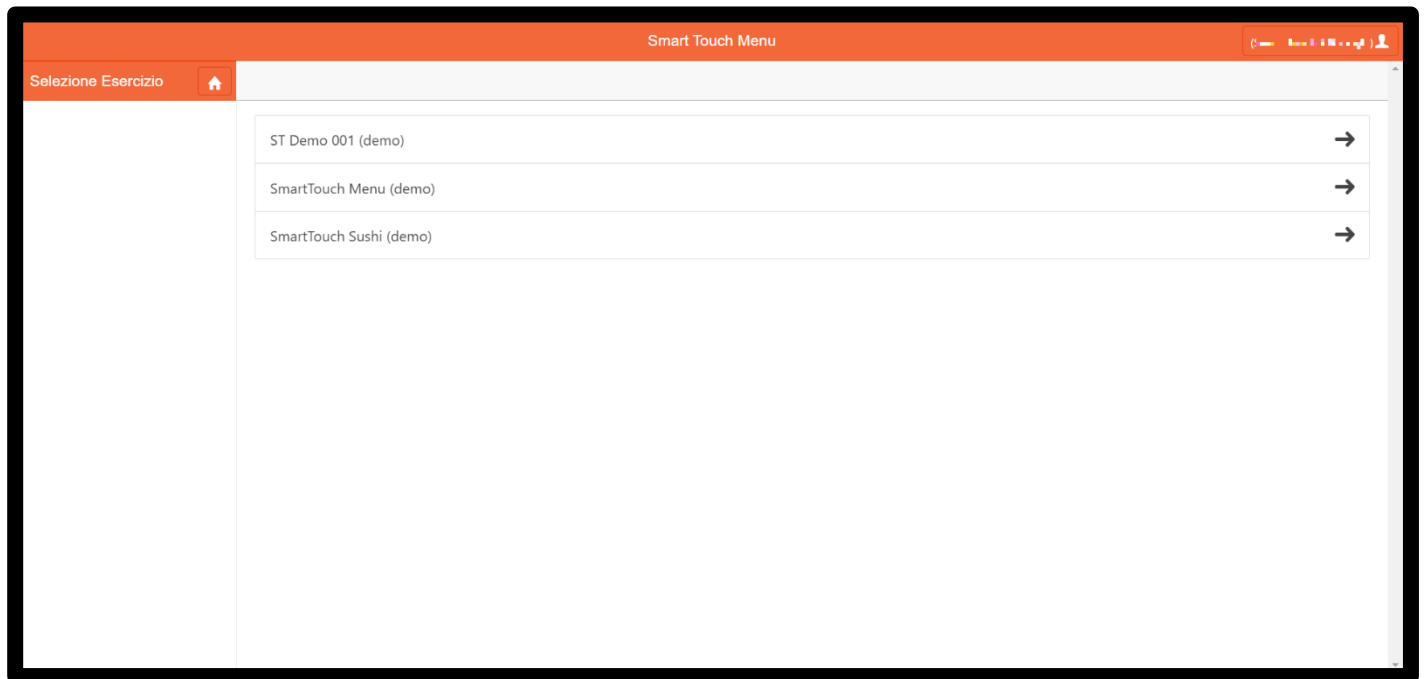 Smart Touch Menu
Selezione Esercizio
ST Demo 001 (demo)
SmartTouch Menu (demo)
SmartTouch Sushi (demo)